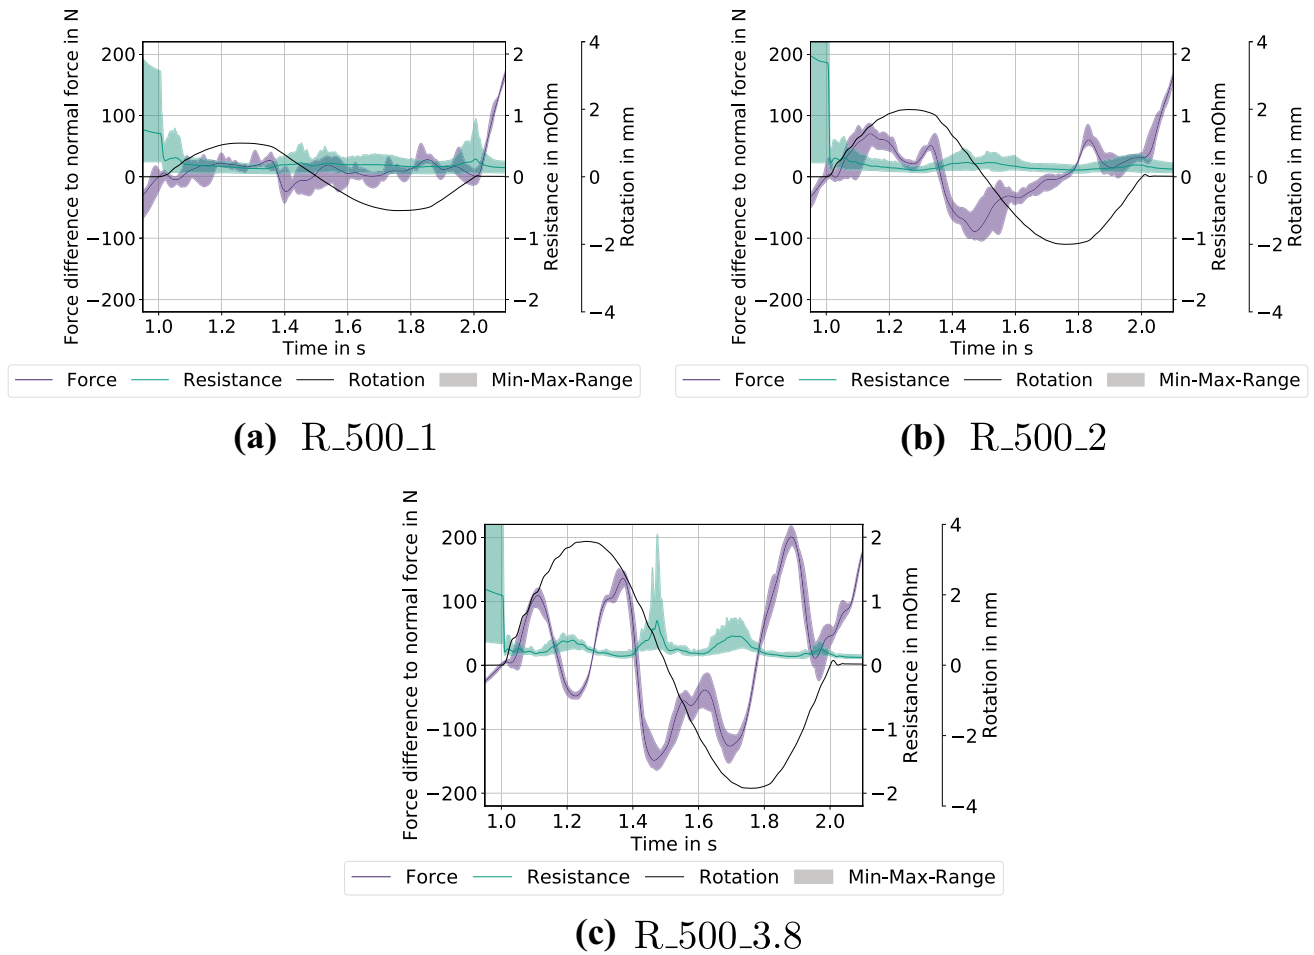 Force difference to normal force in N
200
100
0
−100
−200
1.0 1.2 1.4 1.6 1.8 2.0
Time in s
2
1
0
−1
−2
Resistance in mOhm
4
2
0
−2
−4
Rotation in mm
Force Resistance Rotation Min-Max-Range
(a) R_500_1
Force difference to normal force in N
200
100
0
−100
−200
1.0 1.2 1.4 1.6 1.8 2.0
Time in s
2
1
0
−1
−2
Resistance in mOhm
4
2
0
−2
−4
Rotation in mm
Force Resistance Rotation Min-Max-Range
(b) R_500_2
Force difference to normal force in N
200
100
0
−100
−200
1.0 1.2 1.4 1.6 1.8 2.0
Time in s
2
1
0
−1
−2
Resistance in mOhm
4
2
0
−2
−4
Rotation in mm
Force Resistance Rotation Min-Max-Range
(c) R_500_3.8